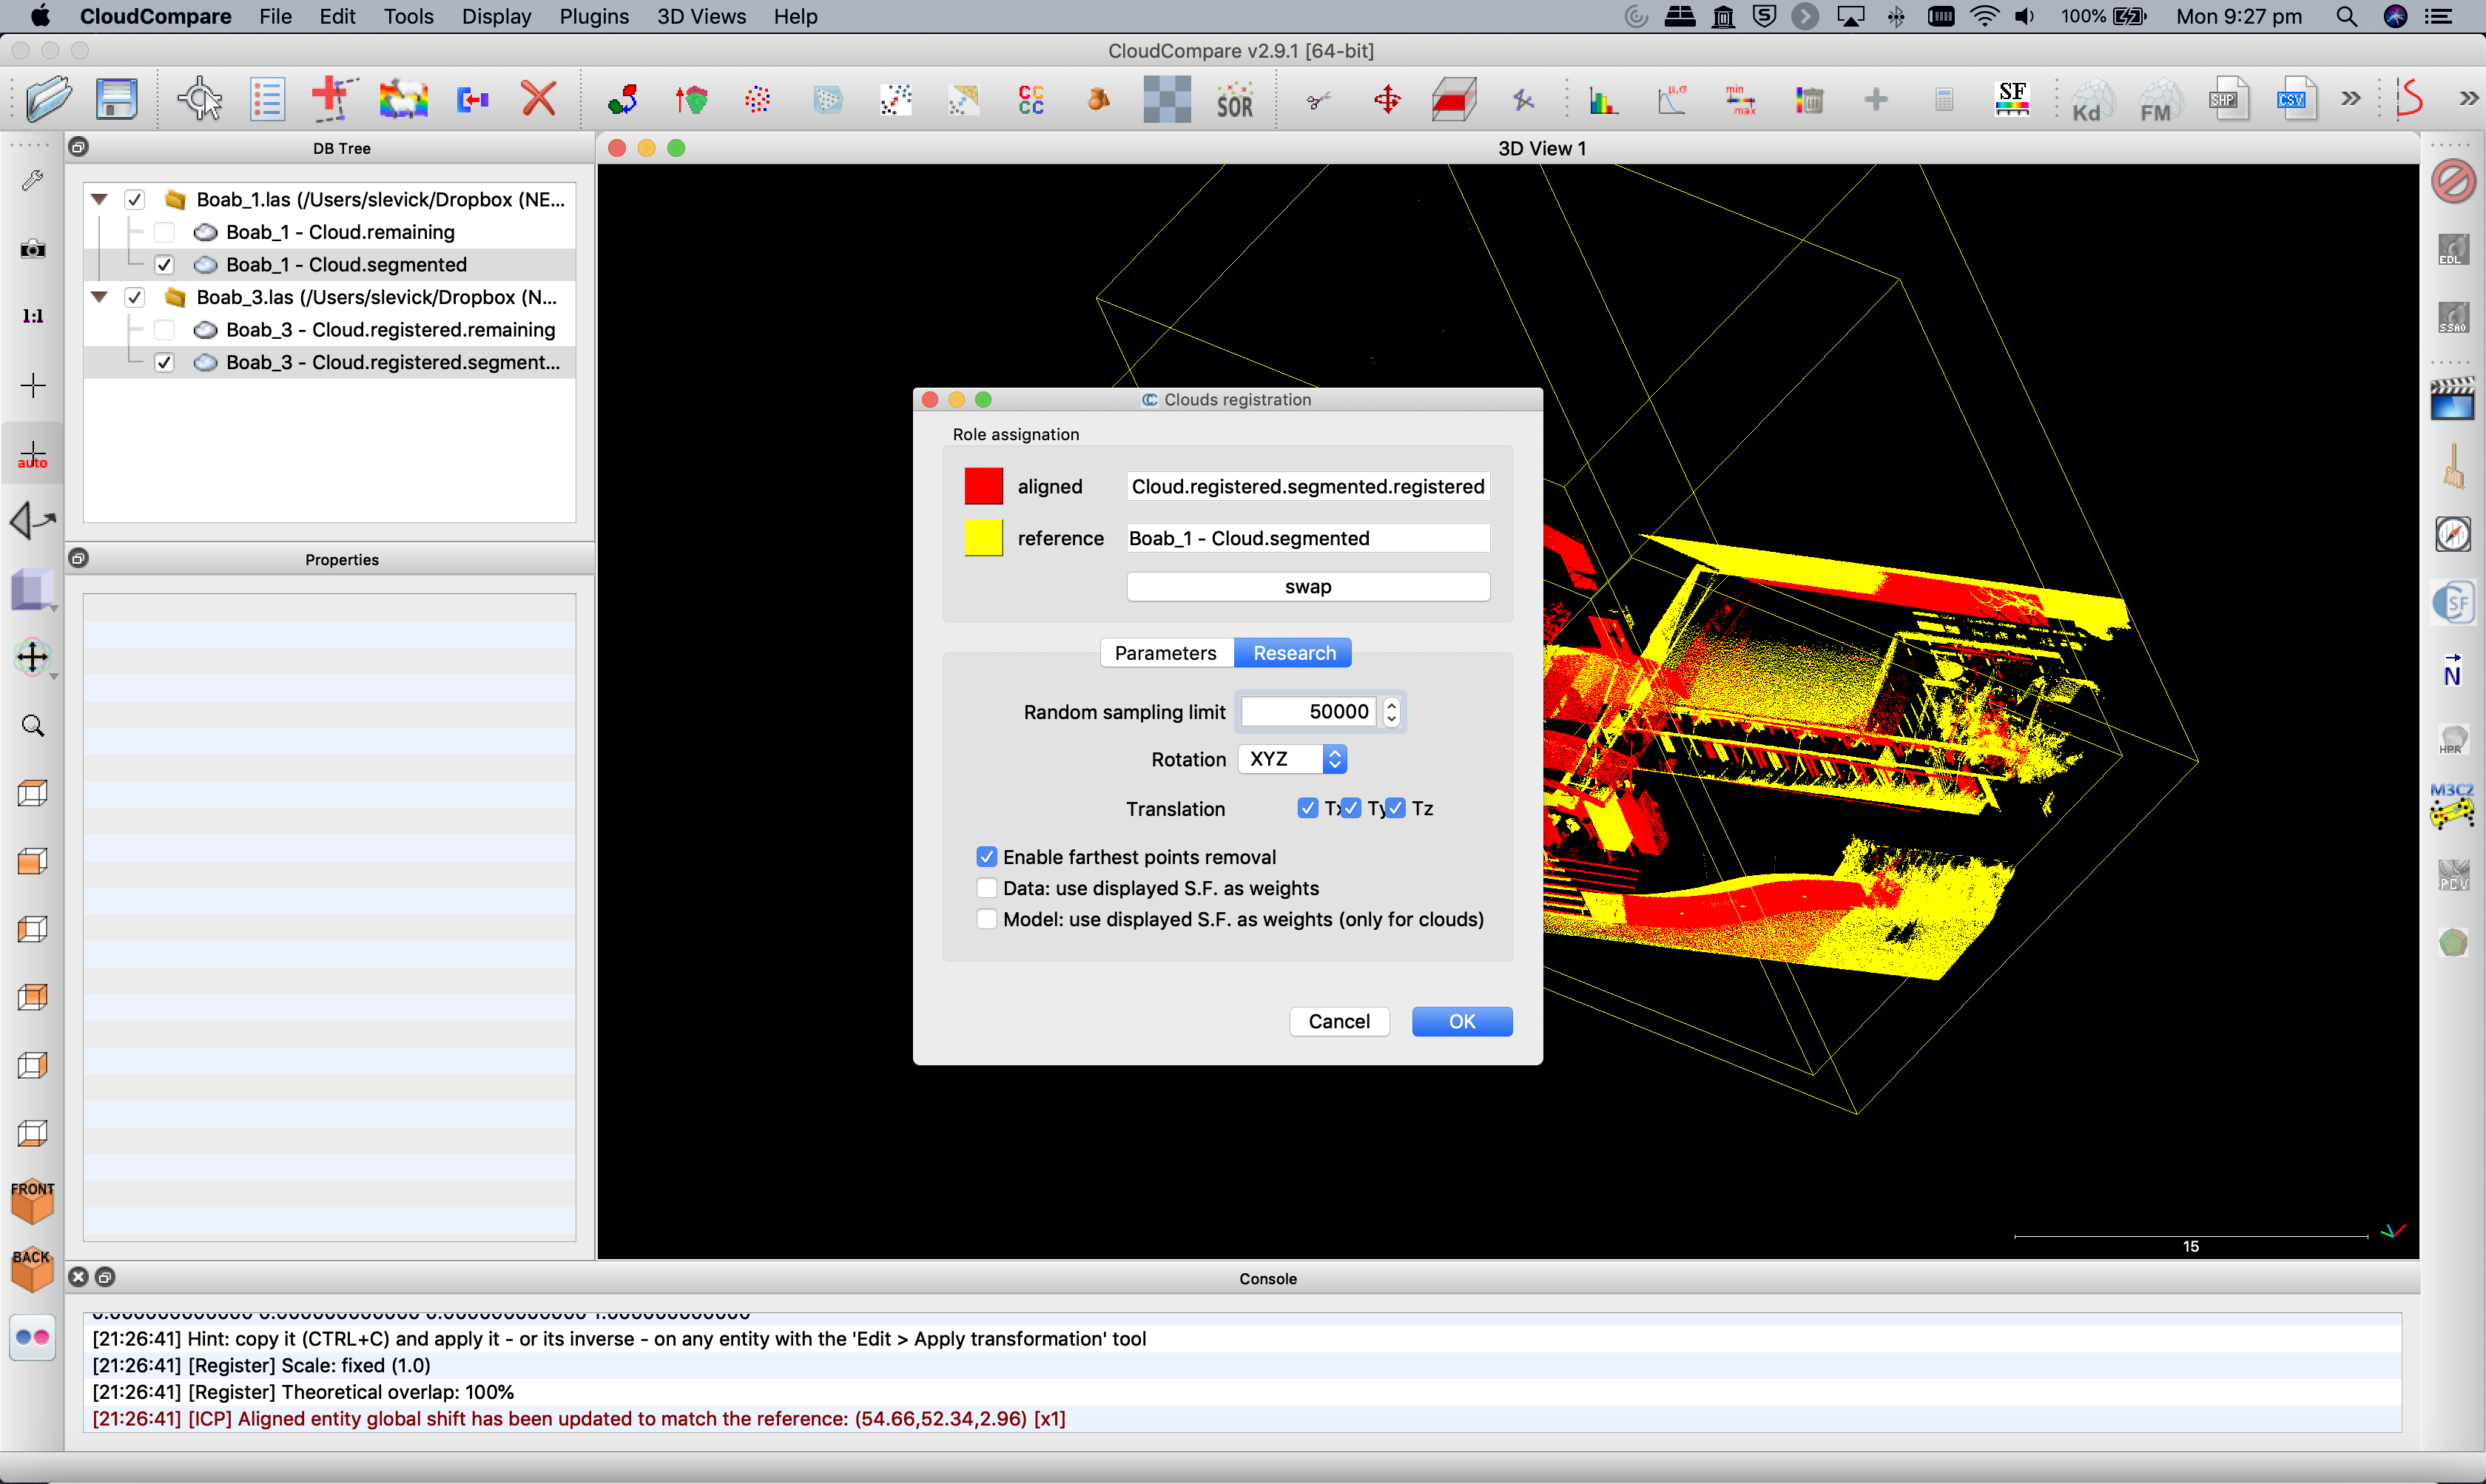 CloudCompare File Edit Tools Display Plugins 3D Views Help 100% Mon 9:27 pm
CloudCompare v2.9.1 [64-bit]
CC
CC
SOR
μ,σ
min
max
SF
Kd
FM
SHP
CSV
DB Tree
3D View 1
Boab_1.las (/Users/slevick/Dropbox (NE...
Boab_1 - Cloud.remaining
Boab_1 - Cloud.segmented
Boab_3.las (/Users/slevick/Dropbox (N...
Boab_3 - Cloud.registered.remaining
Boab_3 - Cloud.registered.segment...
1:1
auto
Properties
FRONT
BACK
Clouds registration
Role assignation
aligned Cloud.registered.segmented.registered
reference Boab_1 - Cloud.segmented
swap
Parameters Research
Random sampling limit 50000
Rotation XYZ
Translation Tx Ty Tz
Enable farthest points removal
Data: use displayed S.F. as weights
Model: use displayed S.F. as weights (only for clouds)
Cancel OK
15
EDL
SSAO
CSF
N
HPR
M3C2
PCV
Console
[21:26:41] Hint: copy it (CTRL+C) and apply it - or its inverse - on any entity with the 'Edit > Apply transformation' tool
[21:26:41] [Register] Scale: fixed (1.0)
[21:26:41] [Register] Theoretical overlap: 100%
[21:26:41] [ICP] Aligned entity global shift has been updated to match the reference: (54.66,52.34,2.96) [x1]